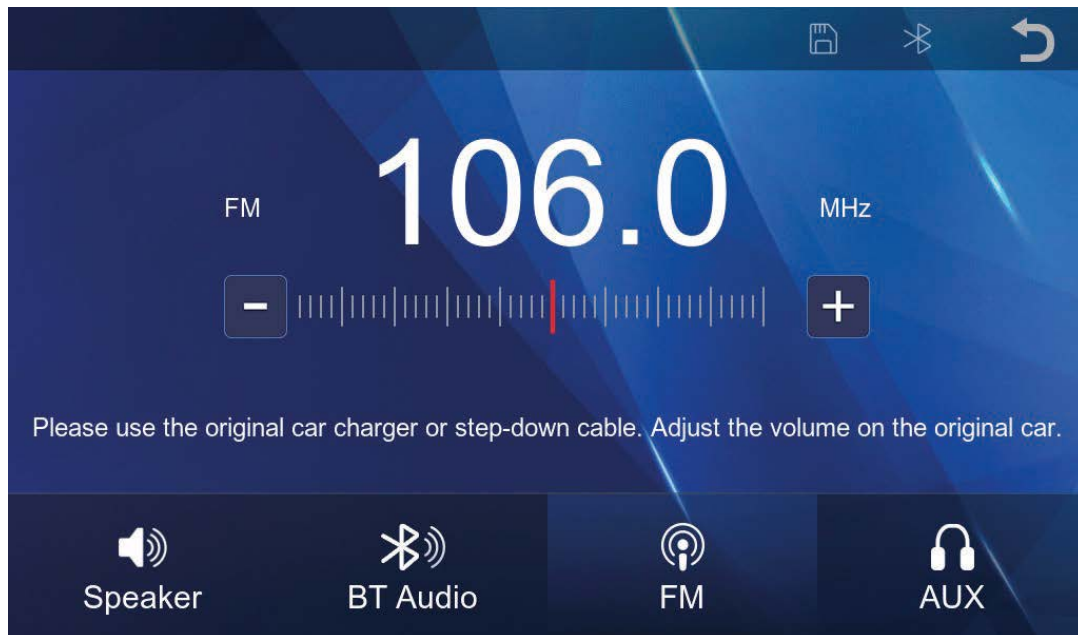 FM 106.0 MHz
- +
Please use the original car charger or step-down cable. Adjust the volume on the original car.
Speaker BT Audio FM AUX